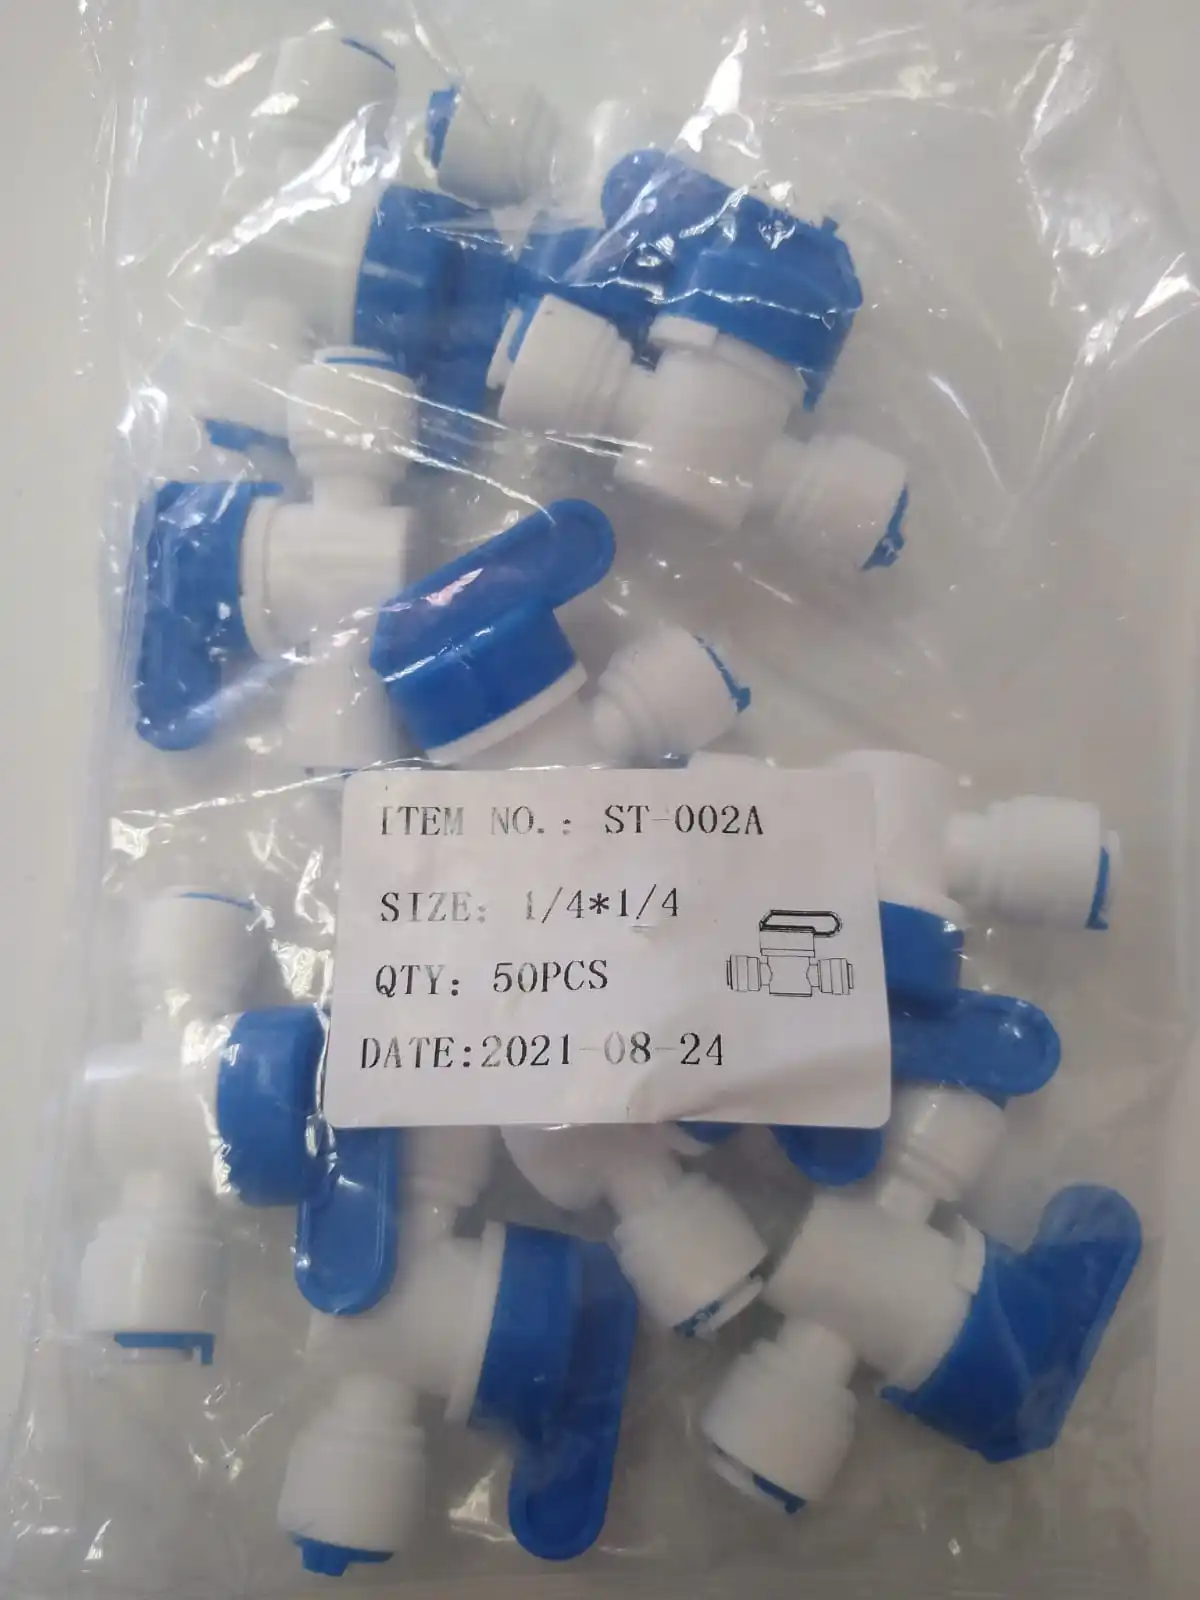 ITEM NO.: ST-002A
SIZE: 1/4*1/4
QTY: 50PCS
DATE:2021-08-24